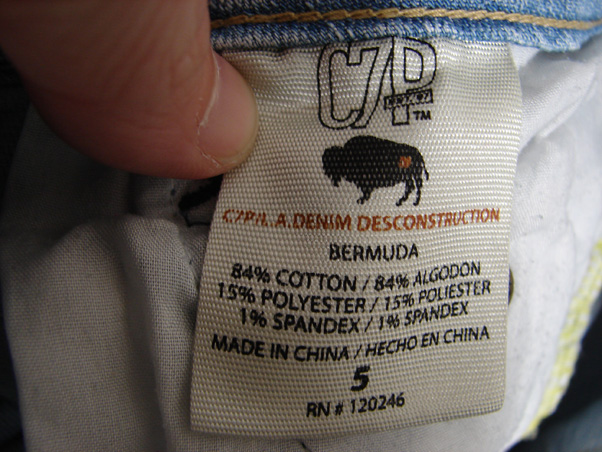 C7P
TM
C7P/L.A.DENIM DESCONSTRUCTION
BERMUDA
84% COTTON / 84% ALGODON
15% POLYESTER / 15% POLIESTER
1% SPANDEX / 1% SPANDEX
MADE IN CHINA / HECHO EN CHINA
5
RN # 120246